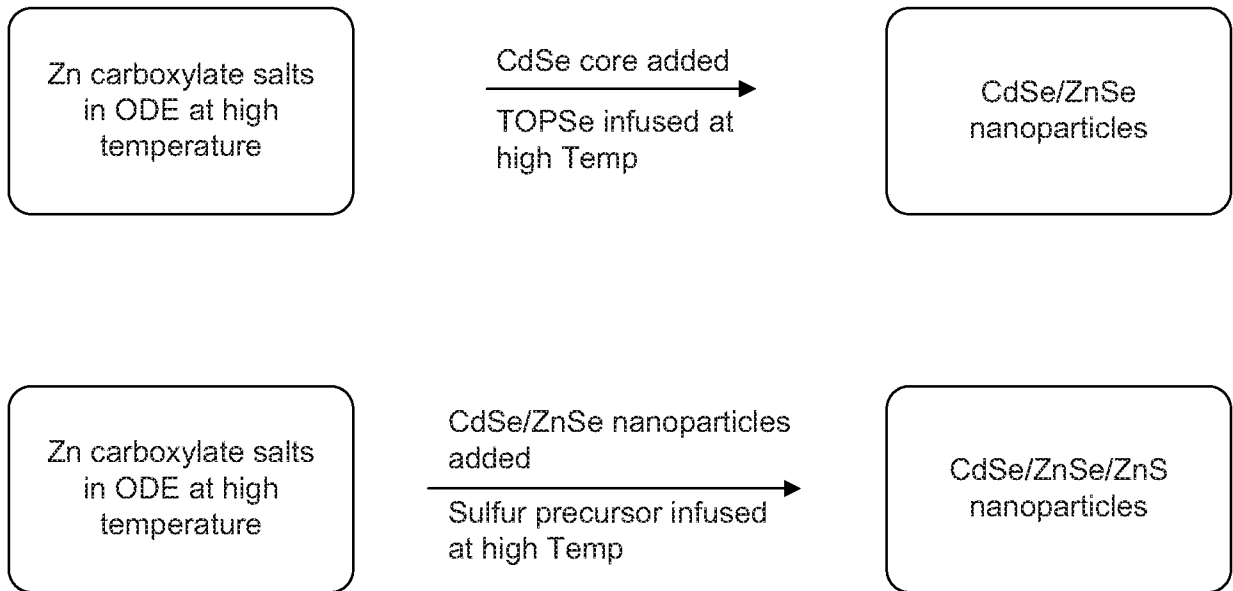 Zn carboxylate salts
in ODE at high
temperature
CdSe core added
TOPSe infused at
high Temp
CdSe/ZnSe
nanoparticles
Zn carboxylate salts
in ODE at high
temperature
CdSe/ZnSe nanoparticles
added
Sulfur precursor infused
at high Temp
CdSe/ZnSe/ZnS
nanoparticles